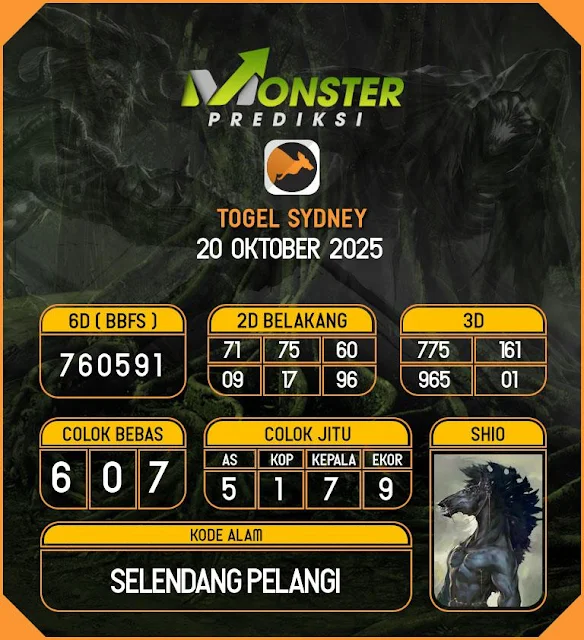 MONSTER
PREDIKSI
TOGEL SYDNEY
20 OKTOBER 2025
6D ( BBFS )
760591
2D BELAKANG
71 75 60
09 17 96
3D
775 161
965 01
COLOK BEBAS
6 0 7
COLOK JITU
AS KOP KEPALA EKOR
5 1 7 9
SHIO
KODE ALAM
SELENDANG PELANGI